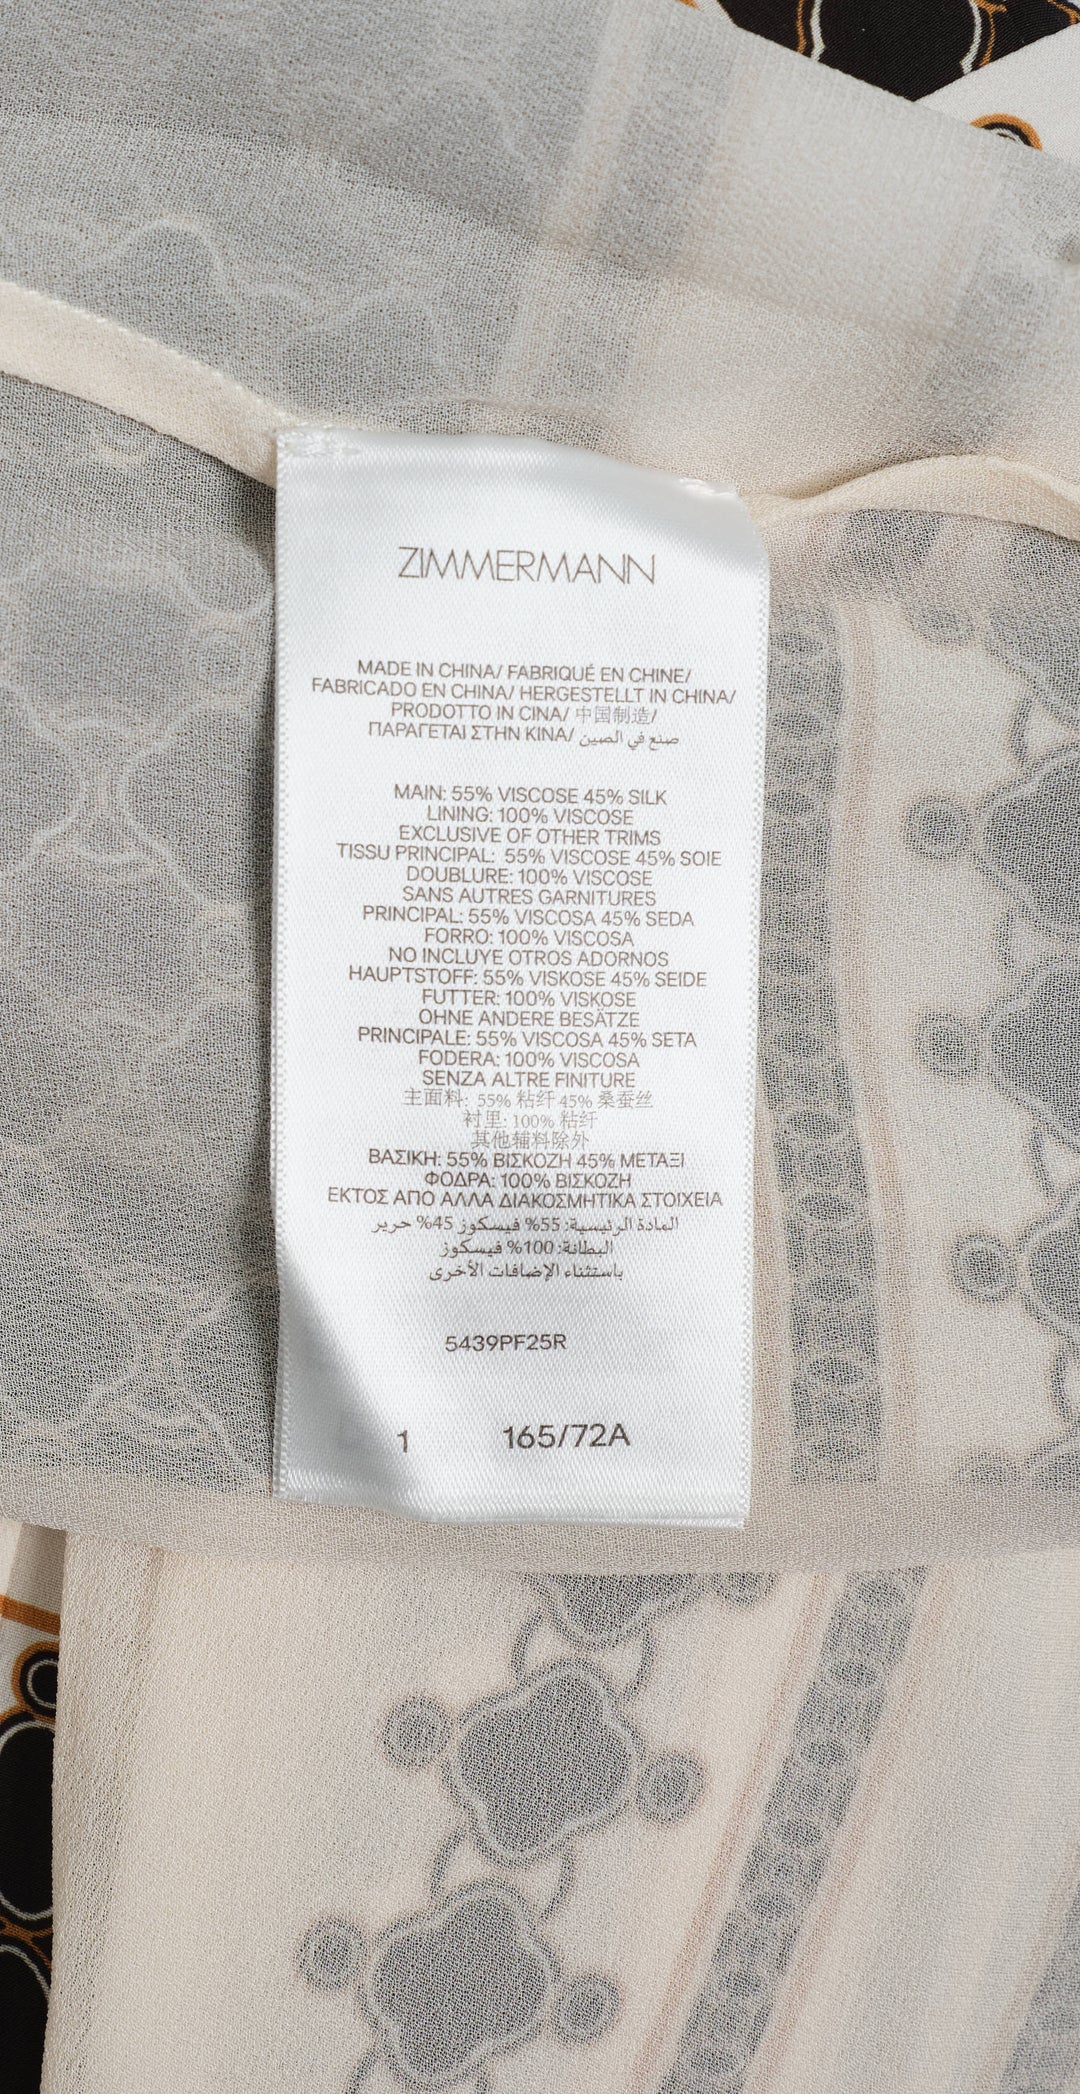 ZIMMERMANN
MADE IN CHINA/ FABRIQUÉ EN CHINE/
FABRICADO EN CHINA/ HERGESTELLT IN CHINA/
PRODOTTO IN CINA/ 中国制造/
ΠΑΡΑΓΕΤΑΙ ΣΤΗΝ ΚΙΝΑ/ صنع في الصين
MAIN: 55% VISCOSE 45% SILK
LINING: 100% VISCOSE
EXCLUSIVE OF OTHER TRIMS
TISSU PRINCIPAL: 55% VISCOSE 45% SOIE
DOUBLURE: 100% VISCOSE
SANS AUTRES GARNITURES
PRINCIPAL: 55% VISCOSA 45% SEDA
FORRO: 100% VISCOSA
NO INCLUYE OTROS ADORNOS
HAUPTSTOFF: 55% VISKOSE 45% SEIDE
FUTTER: 100% VISKOSE
OHNE ANDERE BESÄTZE
PRINCIPALE: 55% VISCOSA 45% SETA
FODERA: 100% VISCOSA
SENZA ALTRE FINITURE
主面料: 55% 粘纤 45% 桑蚕丝
衬里: 100% 粘纤
其他辅料除外
ΒΑΣΙΚΗ: 55% ΒΙΣΚΟΖΗ 45% ΜΕΤΑΞΙ
ΦΟΔΡΑ: 100% ΒΙΣΚΟΖΗ
ΕΚΤΟΣ ΑΠΟ ΑΛΛΑ ΔΙΑΚΟΣΜΗΤΙΚΑ ΣΤΟΙΧΕΙΑ
المادة الرئيسية: 55% فيسكوز 45% حرير
البطانة: 100% فيسكوز
باستثناء الإضافات الأخرى
5439PF25R
1 165/72A